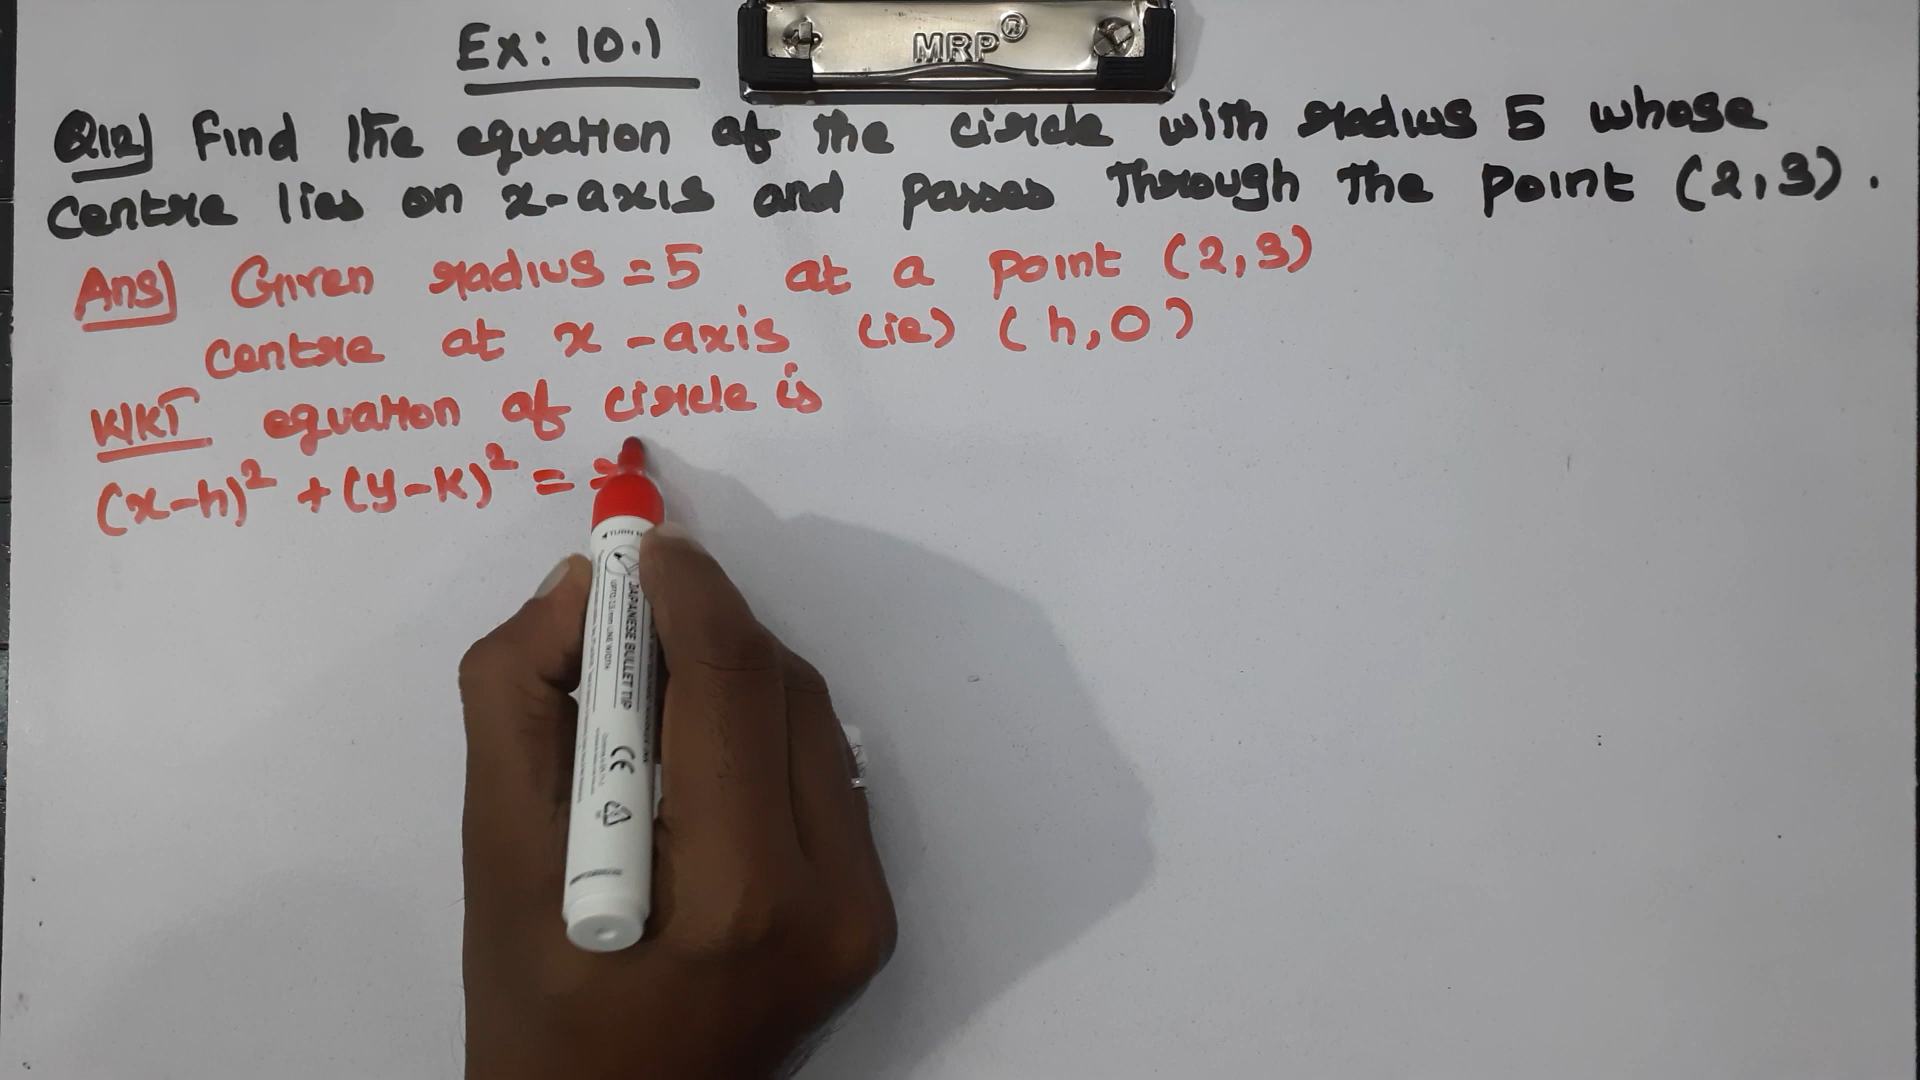 Ex: 10.1
MRP®
Q12) Find the equation of the circle with radius 5 whose
centre lies on x-axis and passes through the point (2,3).
Ans) Given radius = 5 at a point (2,3)
centre at x-axis (ie) (h,0)
WKT equation of circle is
(x-h)² + (y-k)² =
JAPANESE BULLET TIP
CE